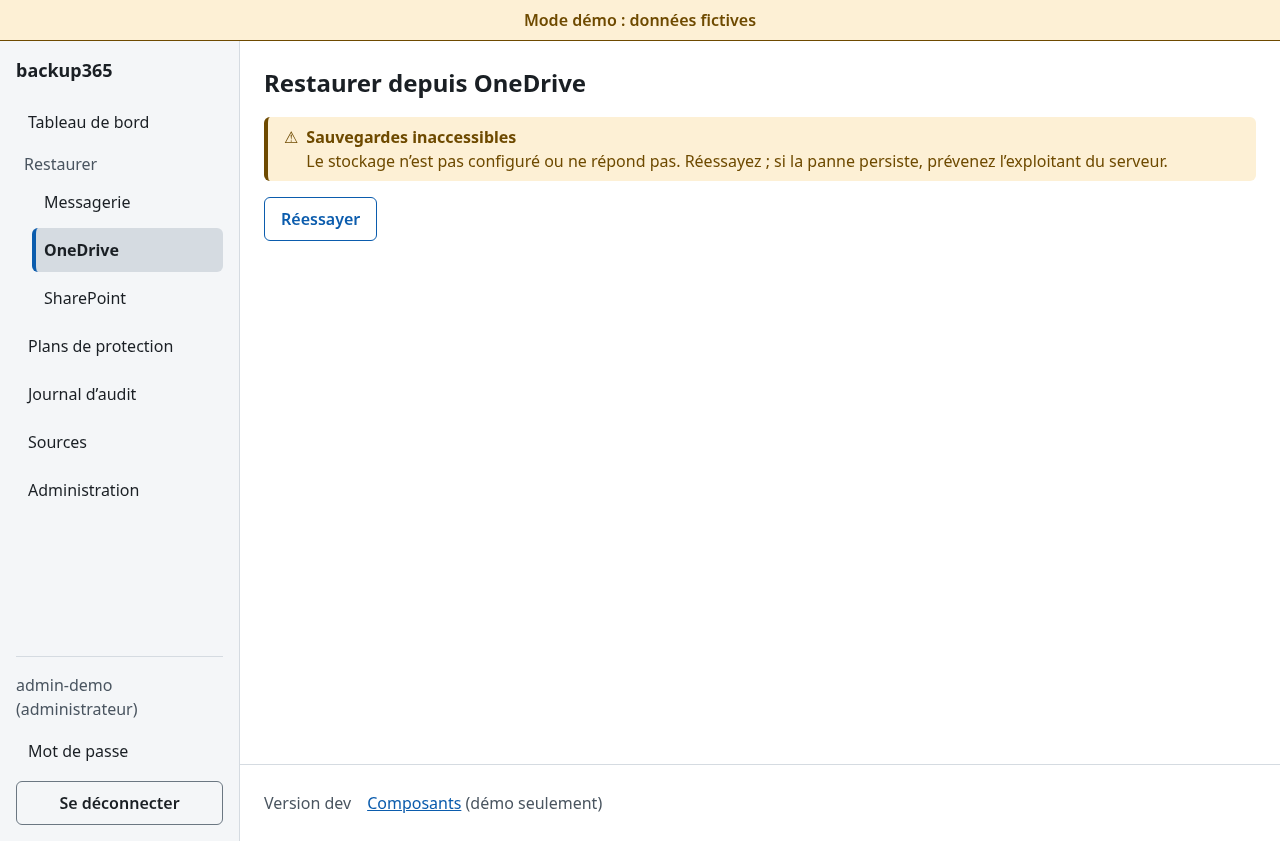 Mode démo : données fictives
backup365
Tableau de bord
Restaurer
Messagerie
OneDrive
SharePoint
Plans de protection
Journal d’audit
Sources
Administration
admin-demo
(administrateur)
Mot de passe
Se déconnecter
Restaurer depuis OneDrive
⚠ Sauvegardes inaccessibles
Le stockage n’est pas configuré ou ne répond pas. Réessayez ; si la panne persiste, prévenez l’exploitant du serveur.
Réessayer
Version dev Composants (démo seulement)